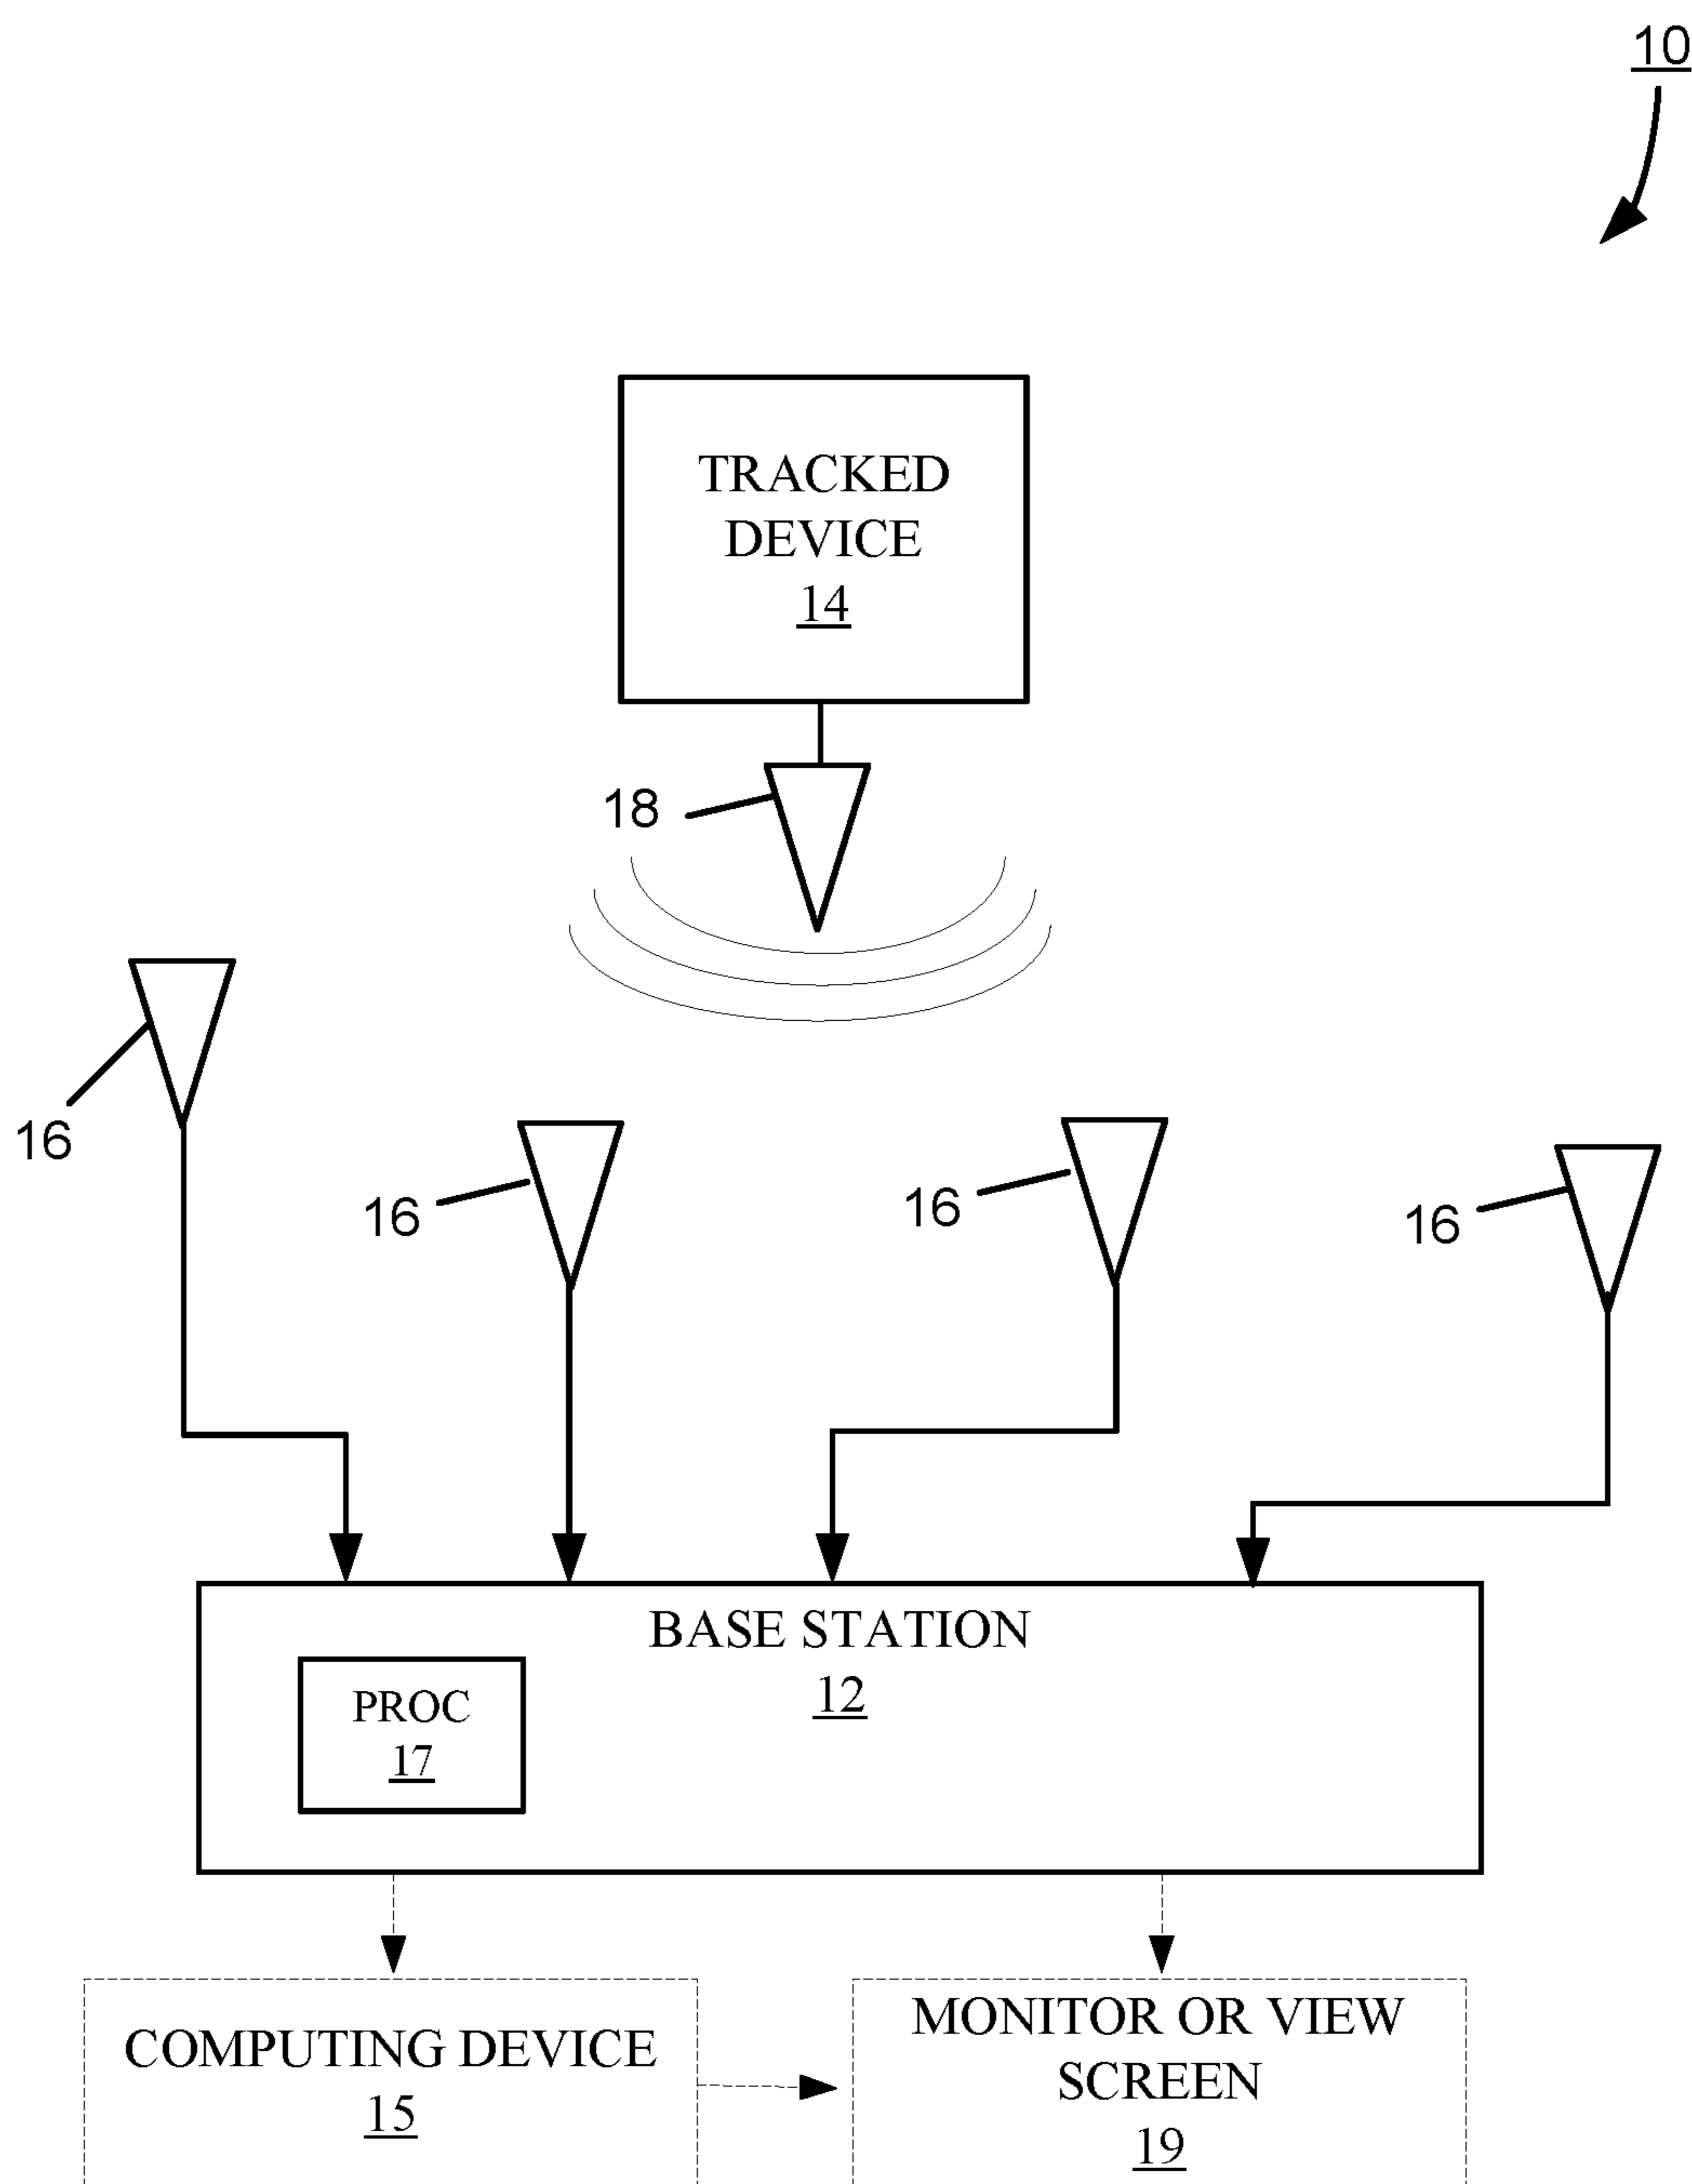 10
TRACKED
DEVICE
14
18
16
16
16
16
BASE STATION
12
PROC
17
COMPUTING DEVICE
15
MONITOR OR VIEW
SCREEN
19